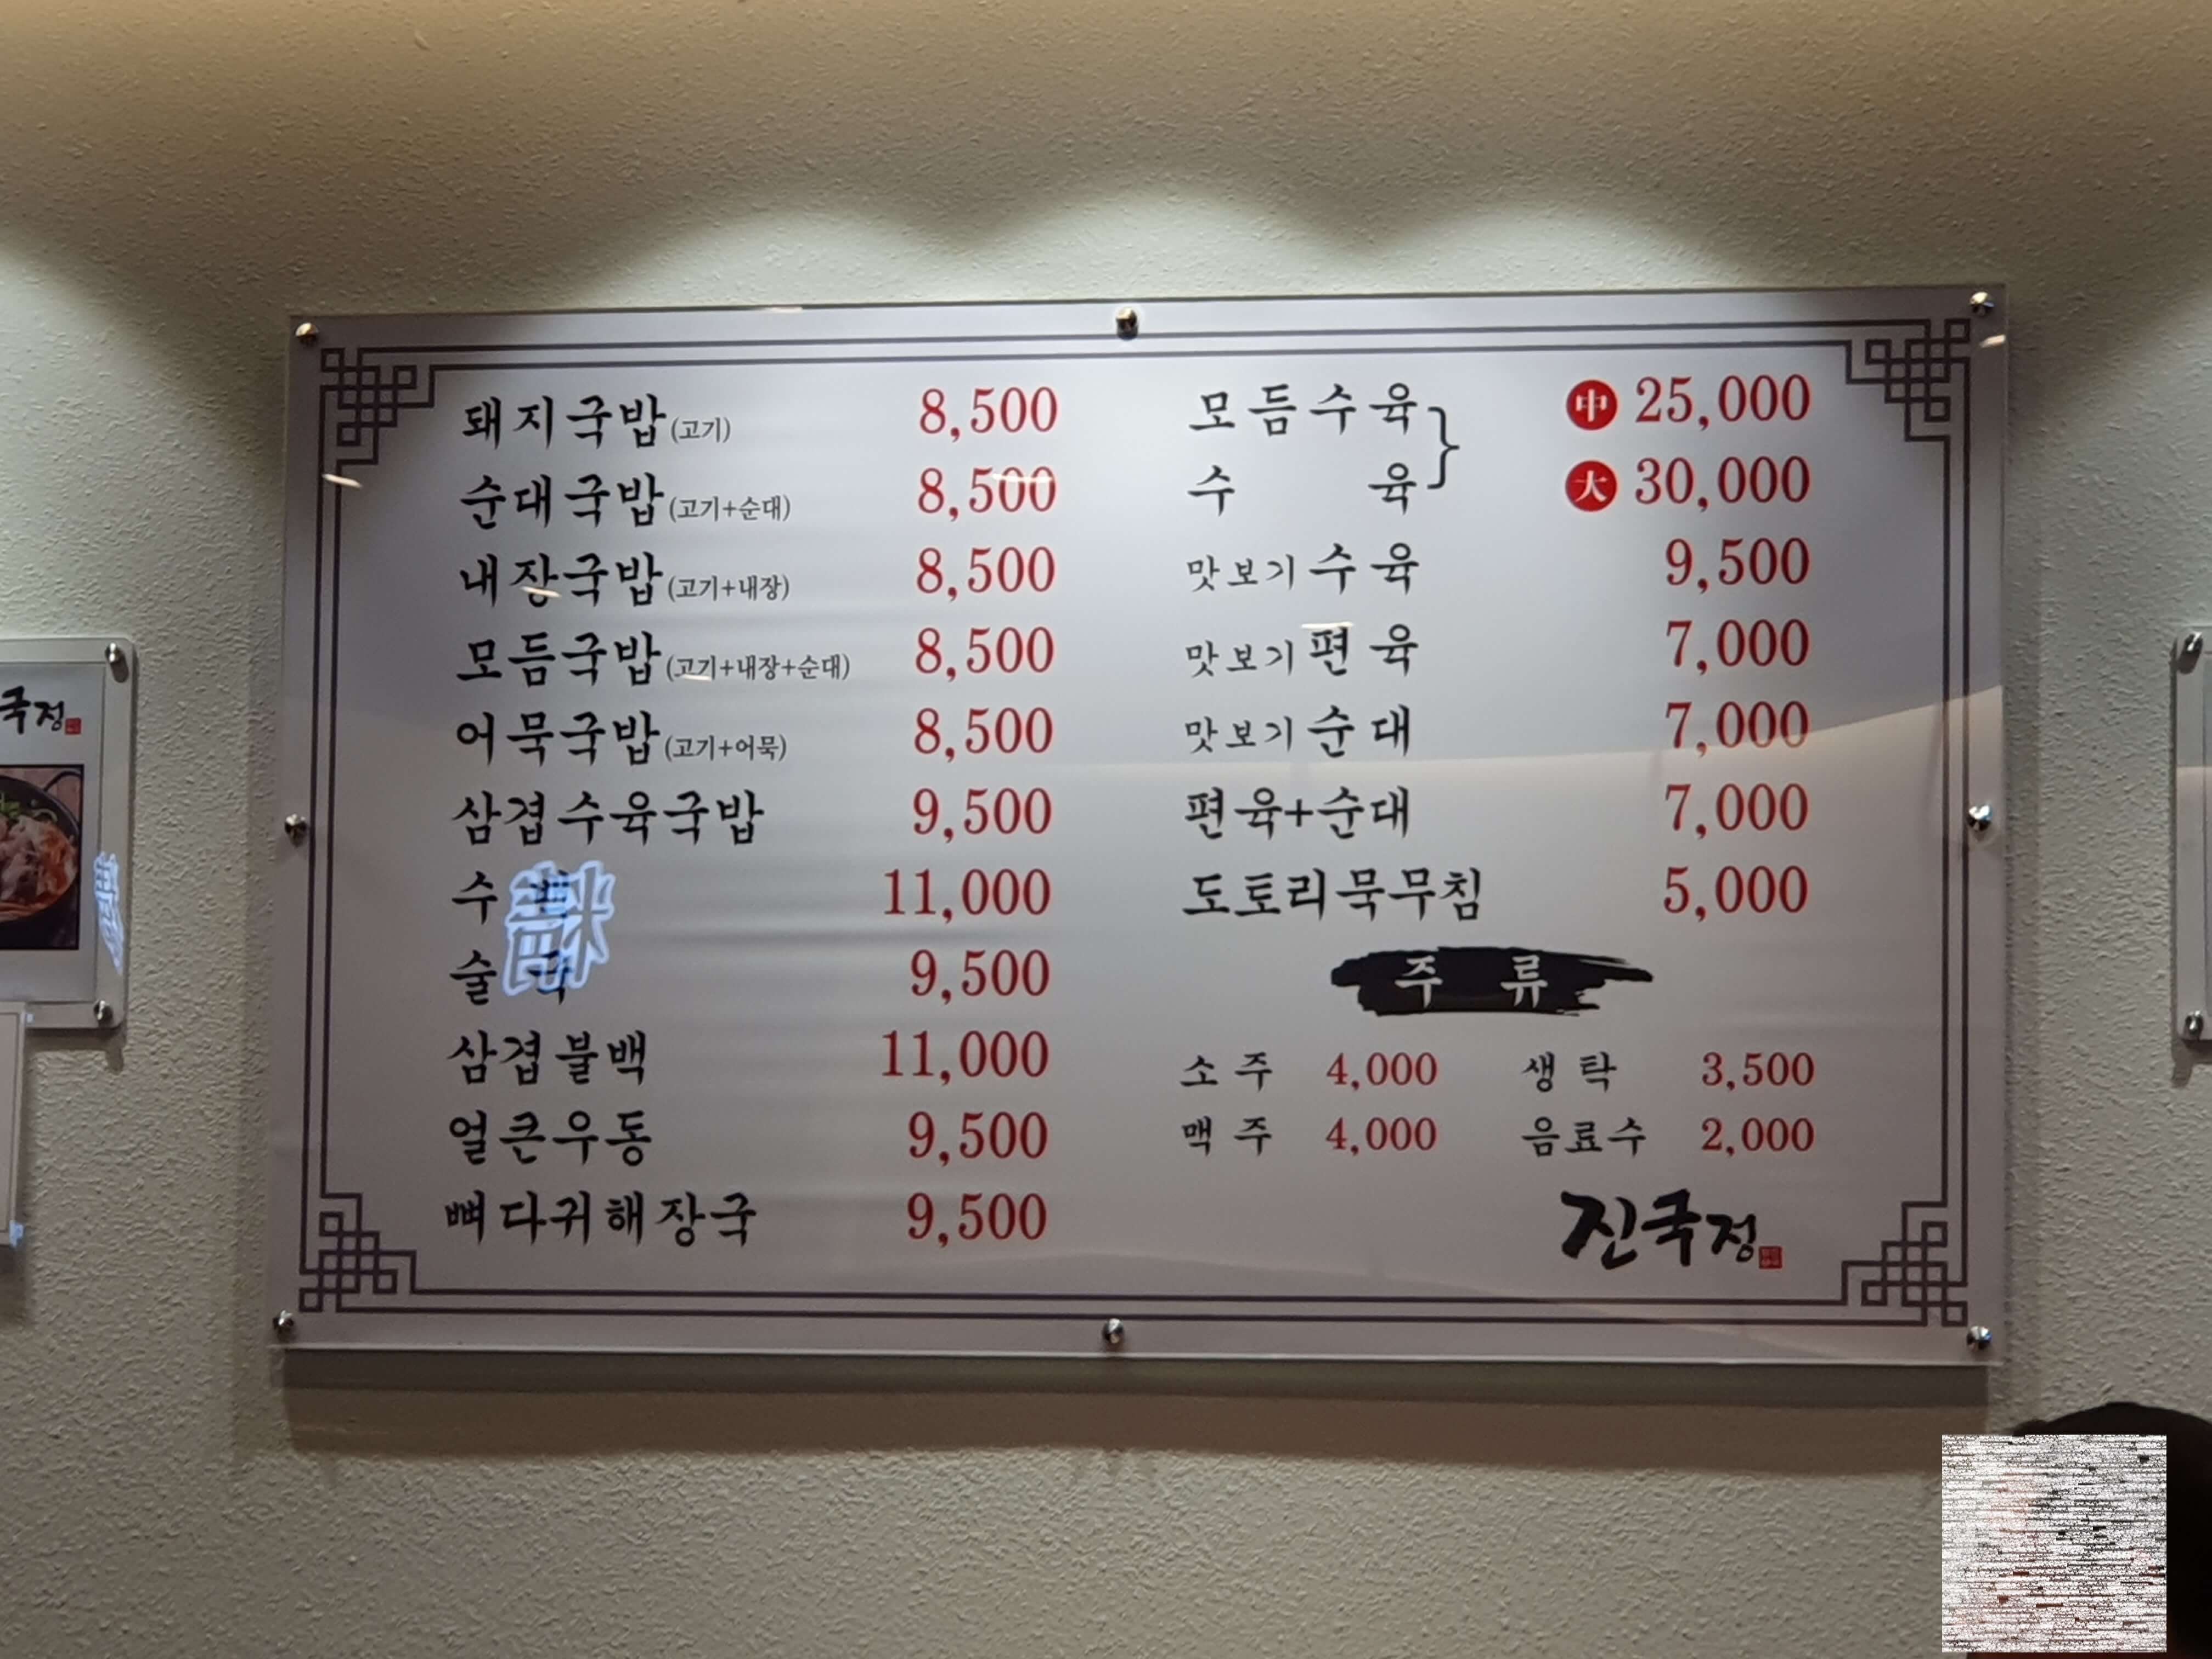 돼지국밥(고기) 8,500
순대국밥(고기+순대) 8,500
내장국밥(고기+내장) 8,500
모듬국밥(고기+내장+순대) 8,500
어묵국밥(고기+어묵) 8,500
삼겹수육국밥 9,500
수 11,000
술 9,500
삼겹불백 11,000
얼큰우동 9,500
뼈다귀해장국 9,500
모듬수육 中 25,000
수육 大 30,000
맛보기수육 9,500
맛보기편육 7,000
맛보기순대 7,000
편육+순대 7,000
도토리묵무침 5,000
주 류
소주 4,000 생탁 3,500
맥주 4,000 음료수 2,000
진국정
국정